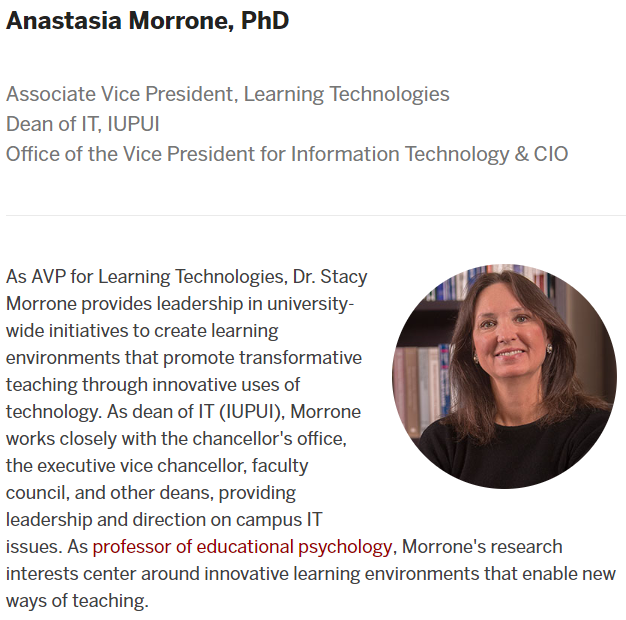 Anastasia Morrone, PhD
Associate Vice President, Learning Technologies
Dean of IT, IUPUI
Office of the Vice President for Information Technology & CIO
As AVP for Learning Technologies, Dr. Stacy
Morrone provides leadership in university-
wide initiatives to create learning
environments that promote transformative
teaching through innovative uses of
technology. As dean of IT (IUPUI), Morrone
works closely with the chancellor's office,
the executive vice chancellor, faculty
council, and other deans, providing
leadership and direction on campus IT
issues. As professor of educational psychology, Morrone's research
interests center around innovative learning environments that enable new
ways of teaching.